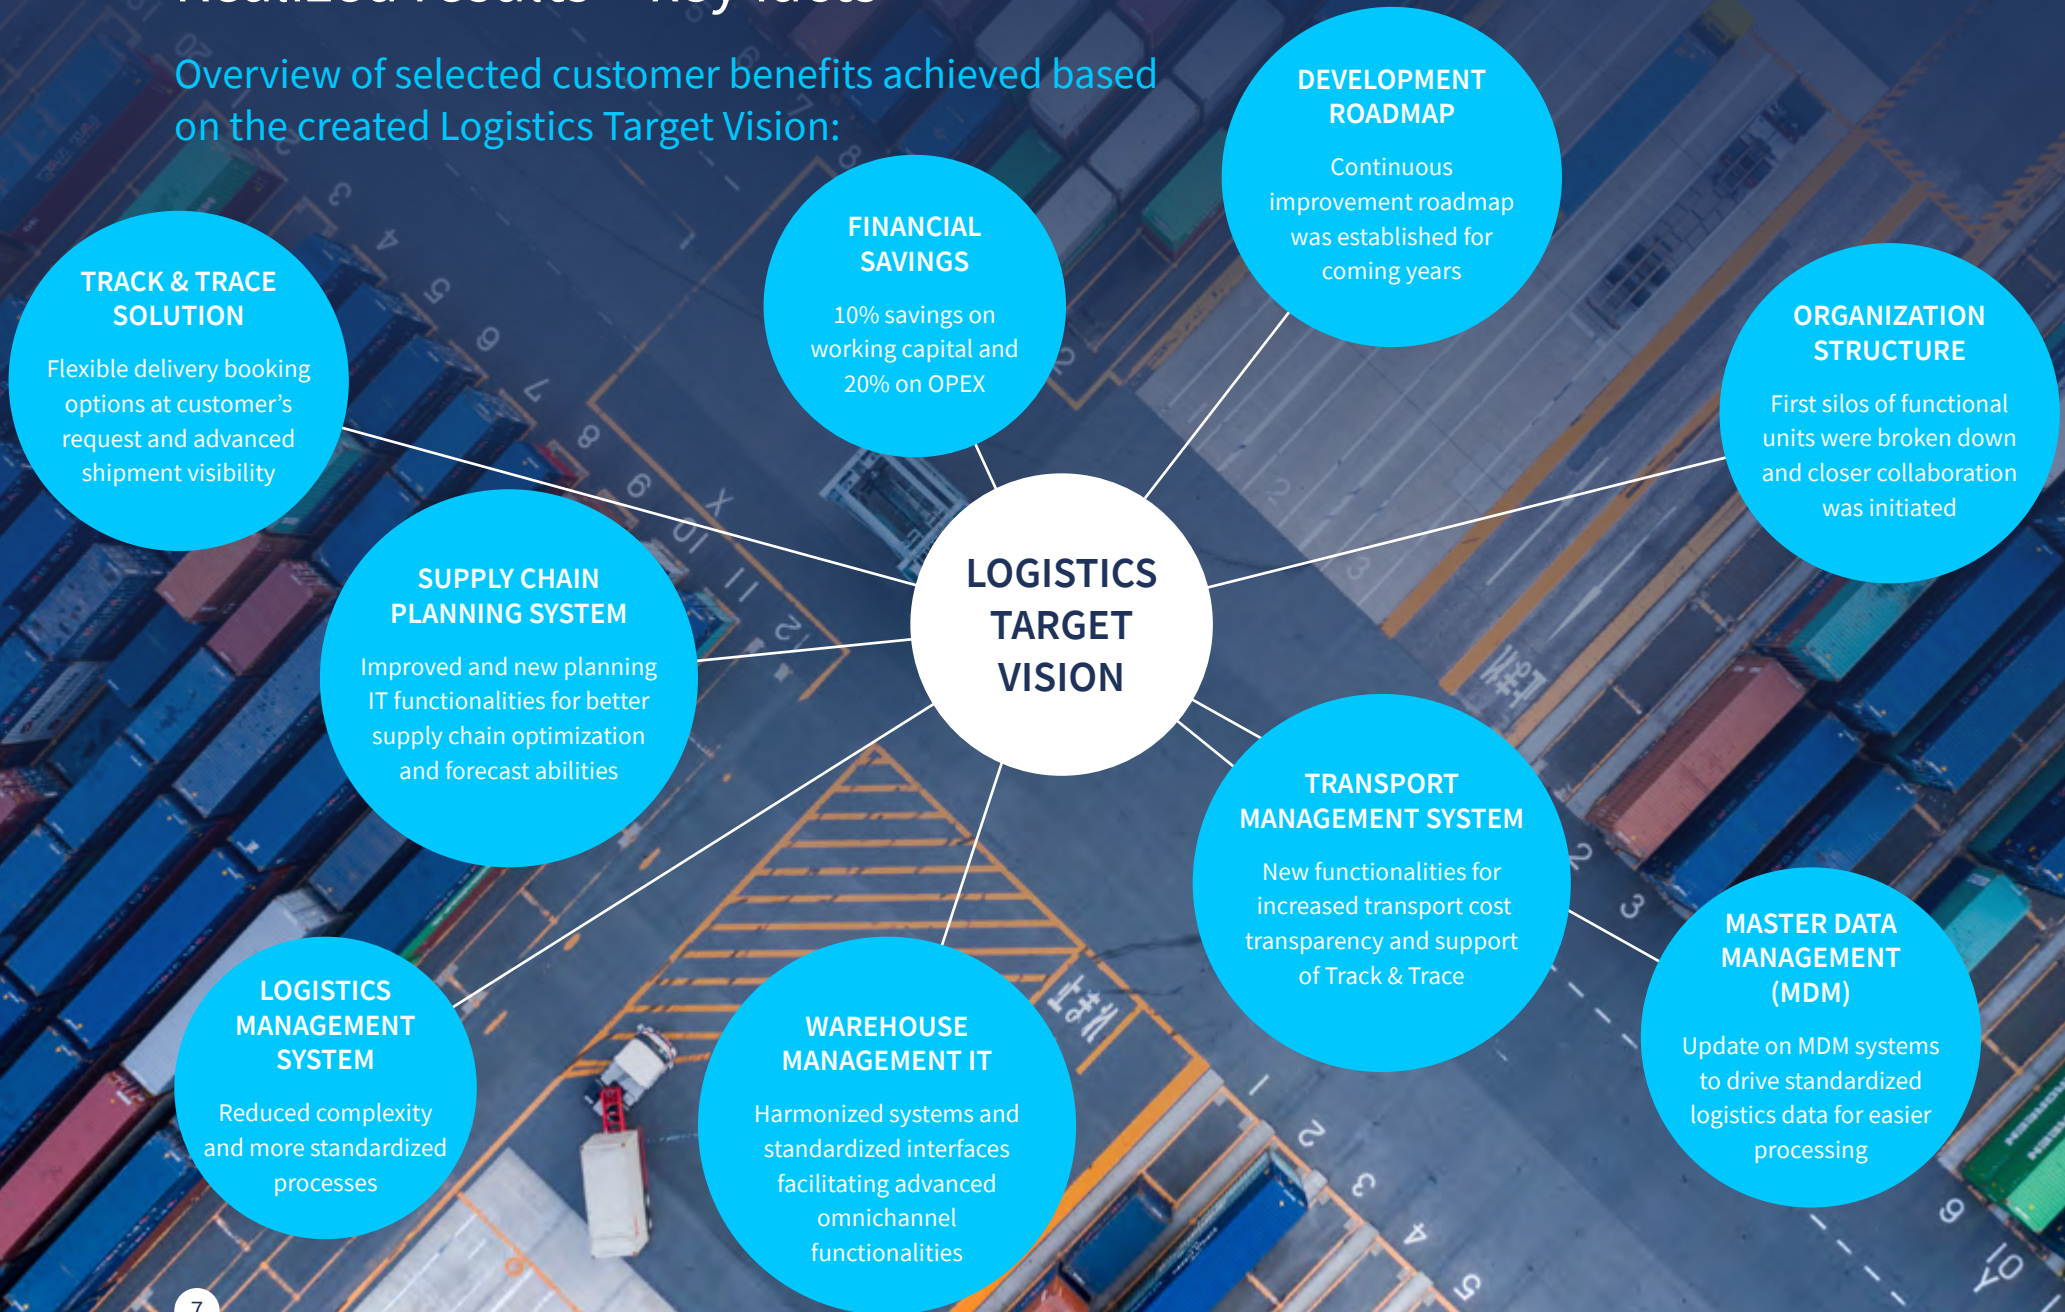 Realized results – key facts
Overview of selected customer benefits achieved based
on the created Logistics Target Vision:
DEVELOPMENT
ROADMAP
Continuous
improvement roadmap
was established for
coming years
FINANCIAL
SAVINGS
10% savings on
working capital and
20% on OPEX
TRACK & TRACE
SOLUTION
Flexible delivery booking
options at customer’s
request and advanced
shipment visibility
ORGANIZATION
STRUCTURE
First silos of functional
units were broken down
and closer collaboration
was initiated
LOGISTICS
TARGET
VISION
SUPPLY CHAIN
PLANNING SYSTEM
Improved and new planning
IT functionalities for better
supply chain optimization
and forecast abilities
TRANSPORT
MANAGEMENT SYSTEM
New functionalities for
increased transport cost
transparency and support
of Track & Trace
MASTER DATA
MANAGEMENT
(MDM)
Update on MDM systems
to drive standardized
logistics data for easier
processing
LOGISTICS
MANAGEMENT
SYSTEM
Reduced complexity
and more standardized
processes
WAREHOUSE
MANAGEMENT IT
Harmonized systems and
standardized interfaces
facilitating advanced
omnichannel
functionalities
7